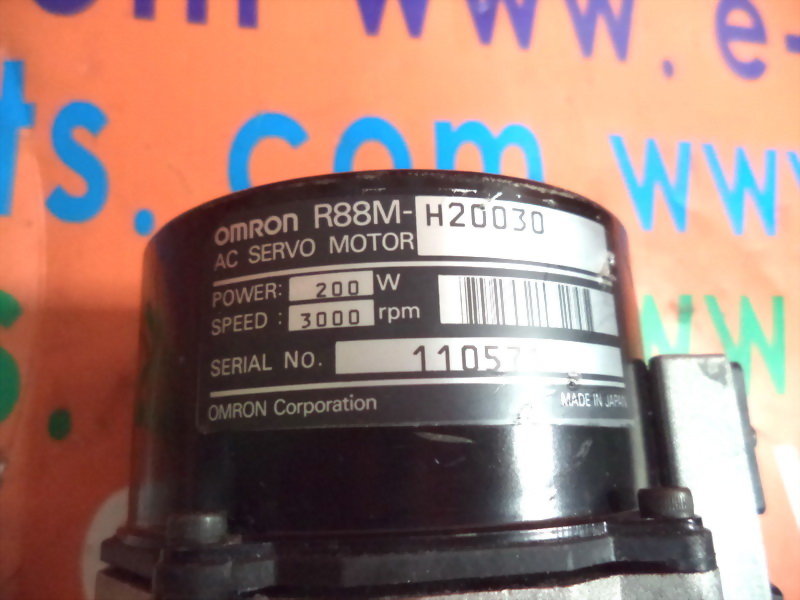 www.e-
ts.com
OMRON R88M-H20030
AC SERVO MOTOR
POWER: 200 W
SPEED: 3000 rpm
SERIAL No.
OMRON Corporation MADE IN JAPAN